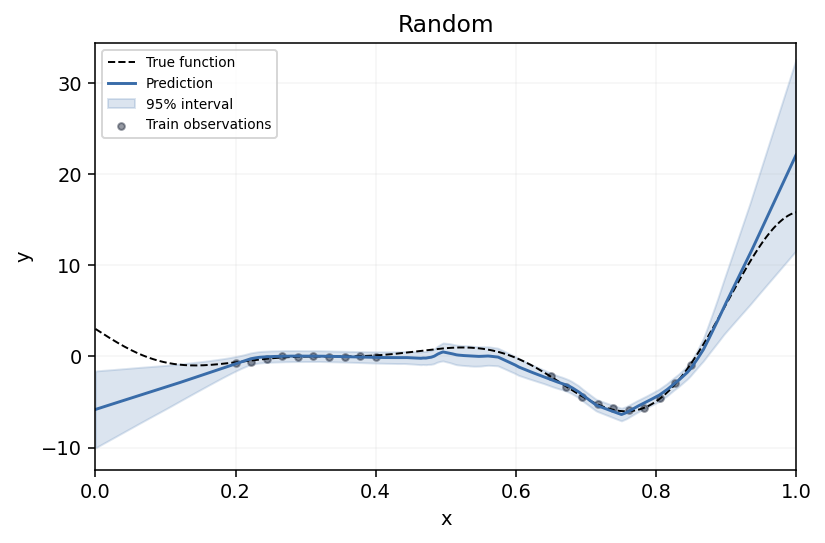 Random
True function
Prediction
95% interval
Train observations
30
20
10
0
−10
y
0.0 0.2 0.4 0.6 0.8 1.0
x